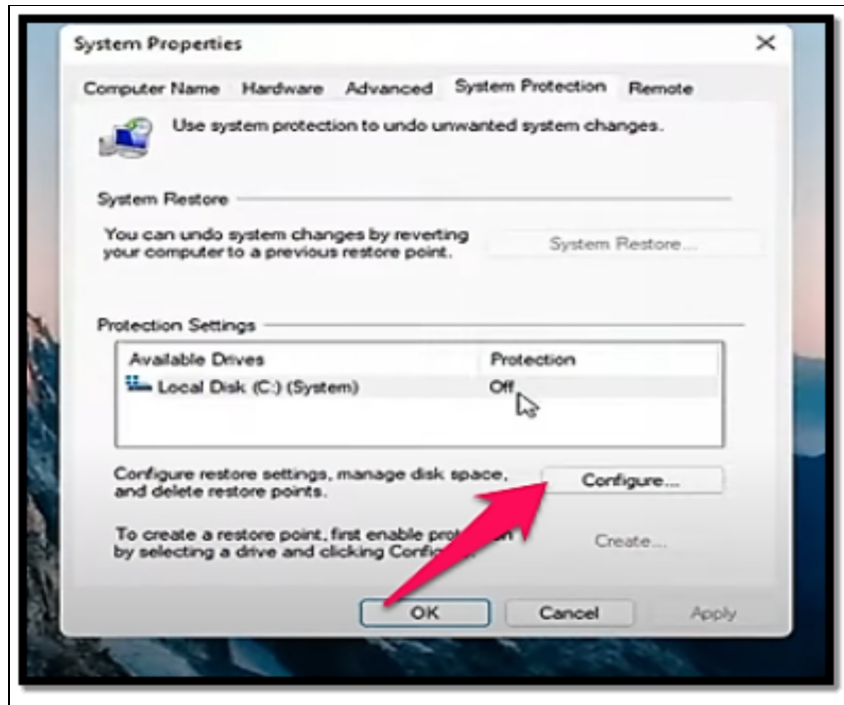 System Properties
Computer Name Hardware Advanced System Protection Remote
Use system protection to undo unwanted system changes.
System Restore
You can undo system changes by reverting
your computer to a previous restore point.
System Restore...
Protection Settings
Available Drives Protection
Local Disk (C:) (System) Off
Configure restore settings, manage disk space,
and delete restore points.
Configure...
To create a restore point, first enable
by selecting a drive and clicking
Create...
OK Cancel Apply